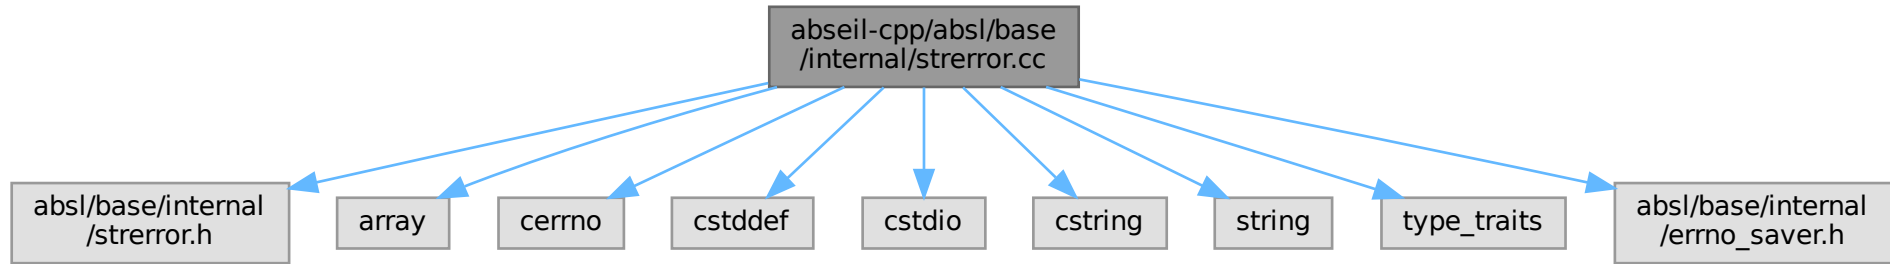 abseil-cpp/absl/base
/internal/strerror.cc
absl/base/internal
/strerror.h
array
cerrno
cstddef
cstdio
cstring
string
type_traits
absl/base/internal
/errno_saver.h